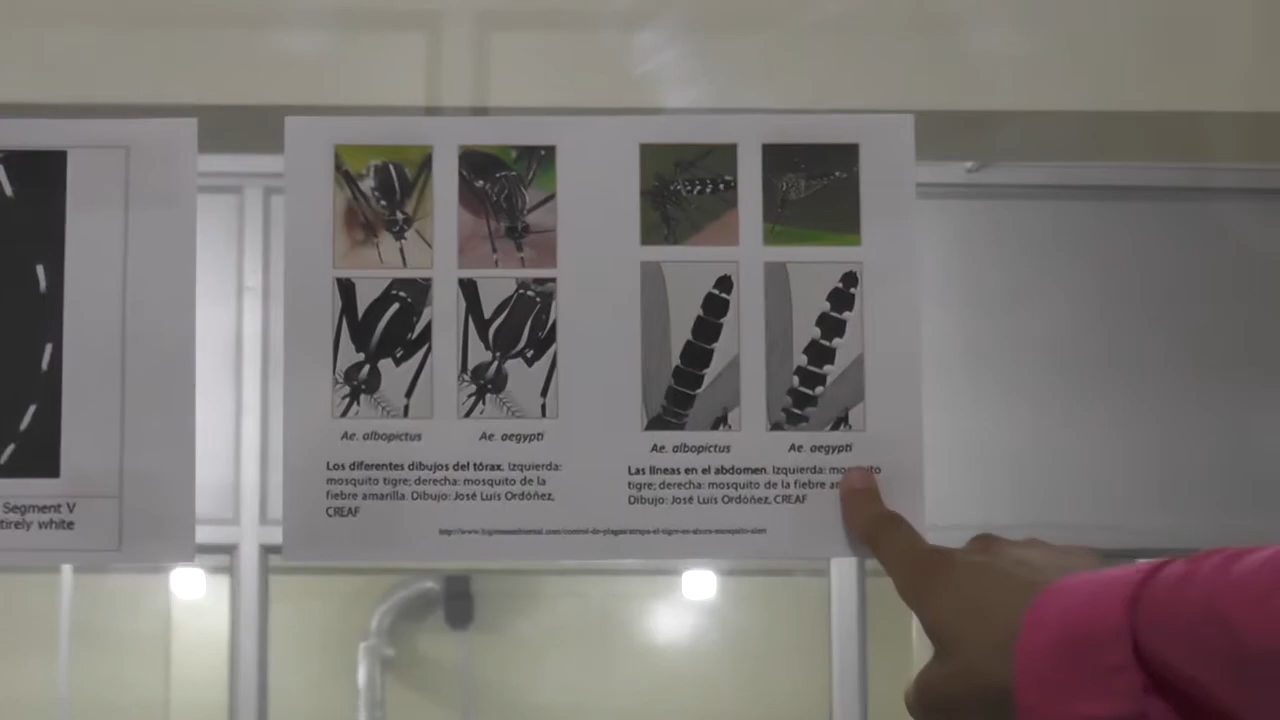 Segment V
tirely white
Ae. albopictus
Ae. aegypti
Los diferentes dibujos del tórax. Izquierda:
mosquito tigre; derecha: mosquito de la
fiebre amarilla. Dibujo: José Luis Ordóñez,
CREAF
Ae. albopictus
Ae. aegypti
Las líneas en el abdomen. Izquierda: mosquito
tigre; derecha: mosquito de la fiebre
Dibujo: José Luis Ordóñez, CREAF